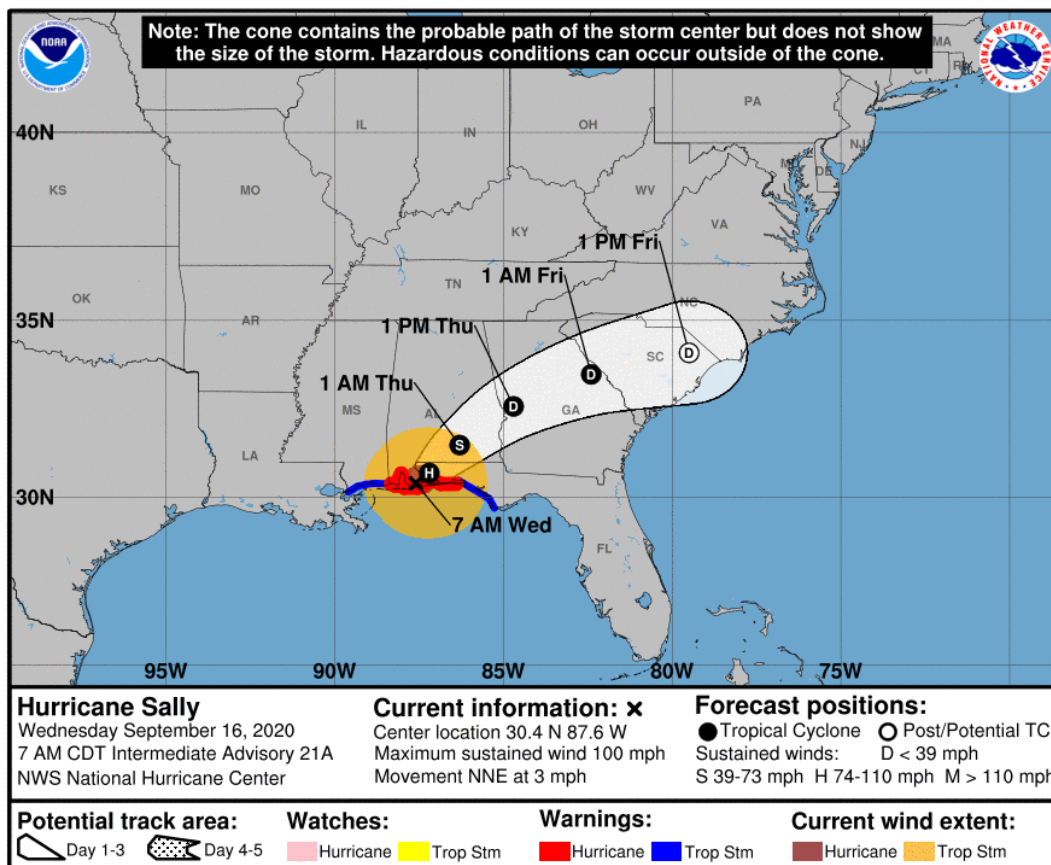 Note: The cone contains the probable path of the storm center but does not show
the size of the storm. Hazardous conditions can occur outside of the cone.
NOAA
NATIONAL WEATHER SERVICE
MA
CT
RI
PA
NJ
40N
IL
IN
OH
MD
DE
KS
MO
WV
VA
KY
1 PM Fri
1 AM Fri
TN
OK
AR
NC
35N
1 PM Thu
SC
1 AM Thu
MS
AL
GA
LA
S
D
D
D
H
30N
7 AM Wed
FL
95W
90W
85W
80W
75W
Hurricane Sally
Wednesday September 16, 2020
7 AM CDT Intermediate Advisory 21A
NWS National Hurricane Center
Current information: x
Center location 30.4 N 87.6 W
Maximum sustained wind 100 mph
Movement NNE at 3 mph
Forecast positions:
Tropical Cyclone Post/Potential TC
Sustained winds: D < 39 mph
S 39-73 mph H 74-110 mph M > 110 mph
Potential track area:
Day 1-3 Day 4-5
Watches:
Hurricane Trop Stm
Warnings:
Hurricane Trop Stm
Current wind extent:
Hurricane Trop Stm